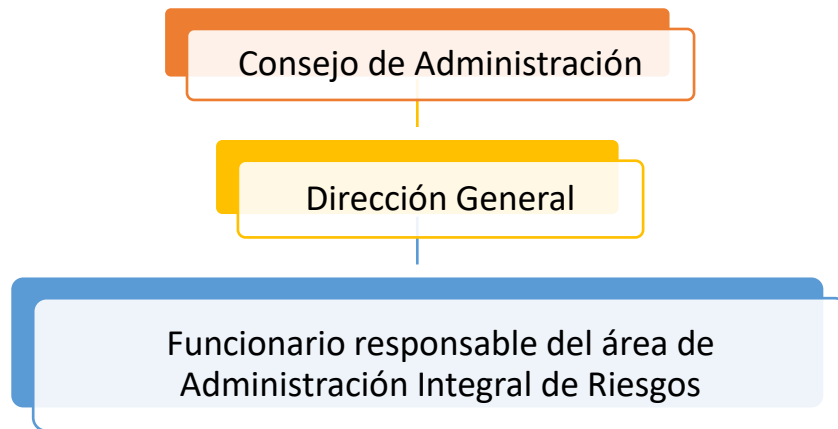 Consejo de Administración
Dirección General
Funcionario responsable del área de
Administración Integral de Riesgos